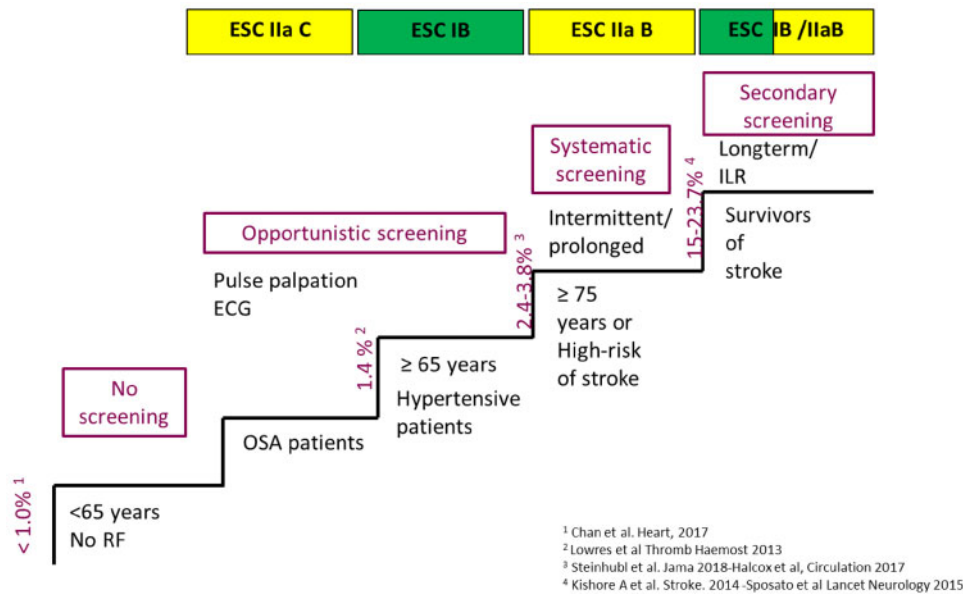 ESC IIa C
ESC IB
ESC IIa B
ESC IB /IIaB
Secondary
screening
Longterm/
ILR
15-23.7% ⁴
Survivors
of
stroke
Systematic
screening
Intermittent/
prolonged
2.4-3.8% ³
≥ 75
years or
High-risk
of stroke
Opportunistic screening
Pulse palpation
ECG
1.4 % ²
≥ 65 years
Hypertensive
patients
No
screening
OSA patients
< 1.0% ¹
<65 years
No RF
¹ Chan et al. Heart, 2017
² Lowres et al Thromb Haemost 2013
³ Steinhubl et al. Jama 2018-Halcox et al, Circulation 2017
⁴ Kishore A et al. Stroke. 2014 -Sposato et al Lancet Neurology 2015